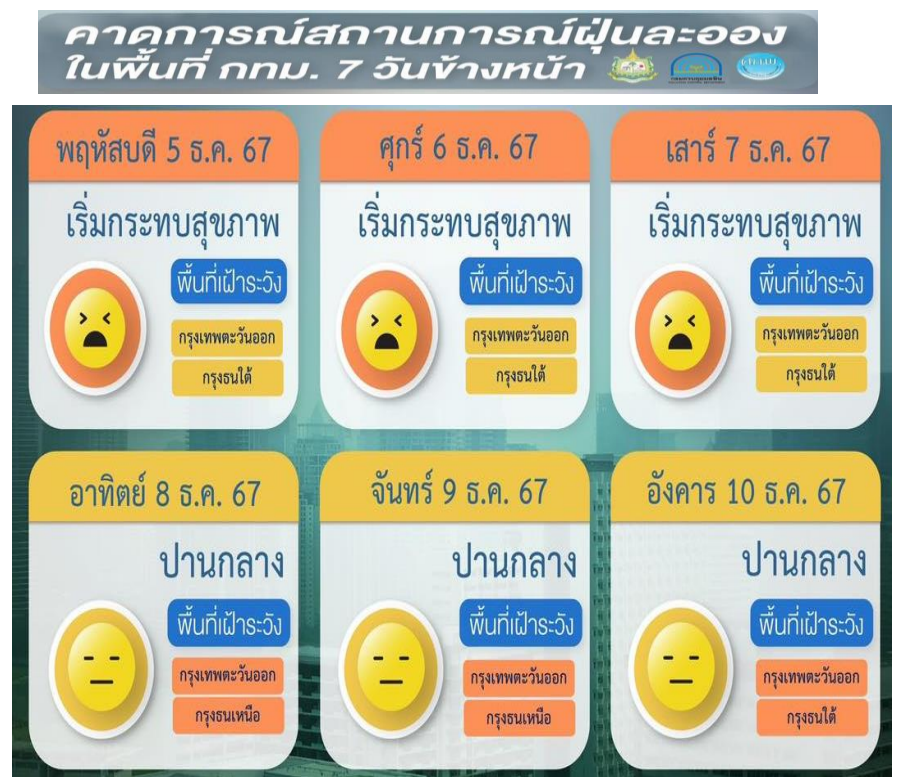 คาดการณ์สถานการณ์ฝุ่นละออง
ในพื้นที่ กทม. 7 วันข้างหน้า
พฤหัสบดี 5 ธ.ค. 67
เริ่มกระทบสุขภาพ
พื้นที่เฝ้าระวัง
กรุงเทพตะวันออก
กรุงธนใต้
ศุกร์ 6 ธ.ค. 67
เริ่มกระทบสุขภาพ
พื้นที่เฝ้าระวัง
กรุงเทพตะวันออก
กรุงธนใต้
เสาร์ 7 ธ.ค. 67
เริ่มกระทบสุขภาพ
พื้นที่เฝ้าระวัง
กรุงเทพตะวันออก
กรุงธนใต้
อาทิตย์ 8 ธ.ค. 67
ปานกลาง
พื้นที่เฝ้าระวัง
กรุงเทพตะวันออก
กรุงธนเหนือ
จันทร์ 9 ธ.ค. 67
ปานกลาง
พื้นที่เฝ้าระวัง
กรุงเทพตะวันออก
กรุงธนเหนือ
อังคาร 10 ธ.ค. 67
ปานกลาง
พื้นที่เฝ้าระวัง
กรุงเทพตะวันออก
กรุงธนใต้